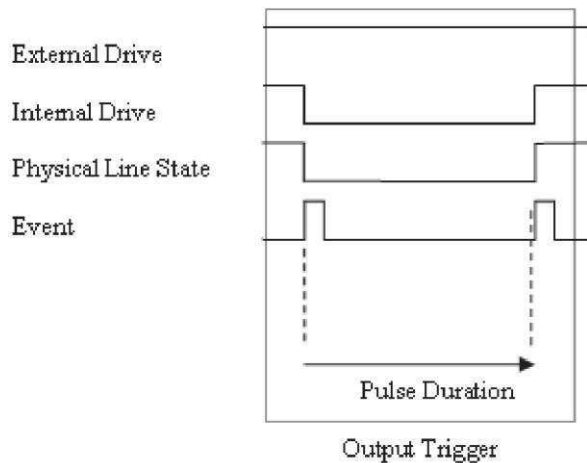 External Drive
Internal Drive
Physical Line State
Event
Pulse Duration
Output Trigger